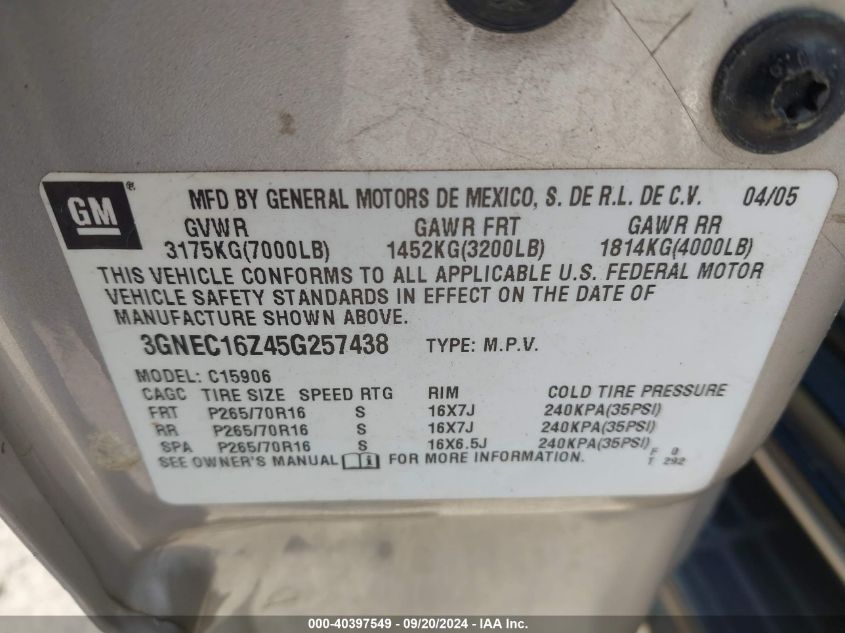 GM® MFD BY GENERAL MOTORS DE MEXICO, S. DE R.L. DE C.V. 04/05
GVWR GAWR FRT GAWR RR
3175KG(7000LB) 1452KG(3200LB) 1814KG(4000LB)
THIS VEHICLE CONFORMS TO ALL APPLICABLE U.S. FEDERAL MOTOR
VEHICLE SAFETY STANDARDS IN EFFECT ON THE DATE OF
MANUFACTURE SHOWN ABOVE.
3GNEC16Z45G257438 TYPE: M.P.V.
MODEL: C15906
CAGC TIRE SIZE SPEED RTG RIM COLD TIRE PRESSURE
FRT P265/70R16 S 16X7J 240KPA(35PSI)
RR P265/70R16 S 16X7J 240KPA(35PSI)
SPA P265/70R16 S 16X6.5J 240KPA(35PSI)
SEE OWNER'S MANUAL i FOR MORE INFORMATION.
F 0
T 292
000-40397549 - 09/20/2024 - IAA Inc.